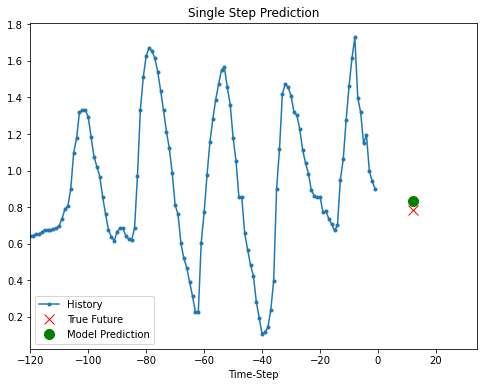 Single Step Prediction
1.8
1.6
1.4
1.2
1.0
0.8
0.6
0.4
0.2
History
True Future
Model Prediction
−120 −100 −80 −60 −40 −20 0 20
Time-Step